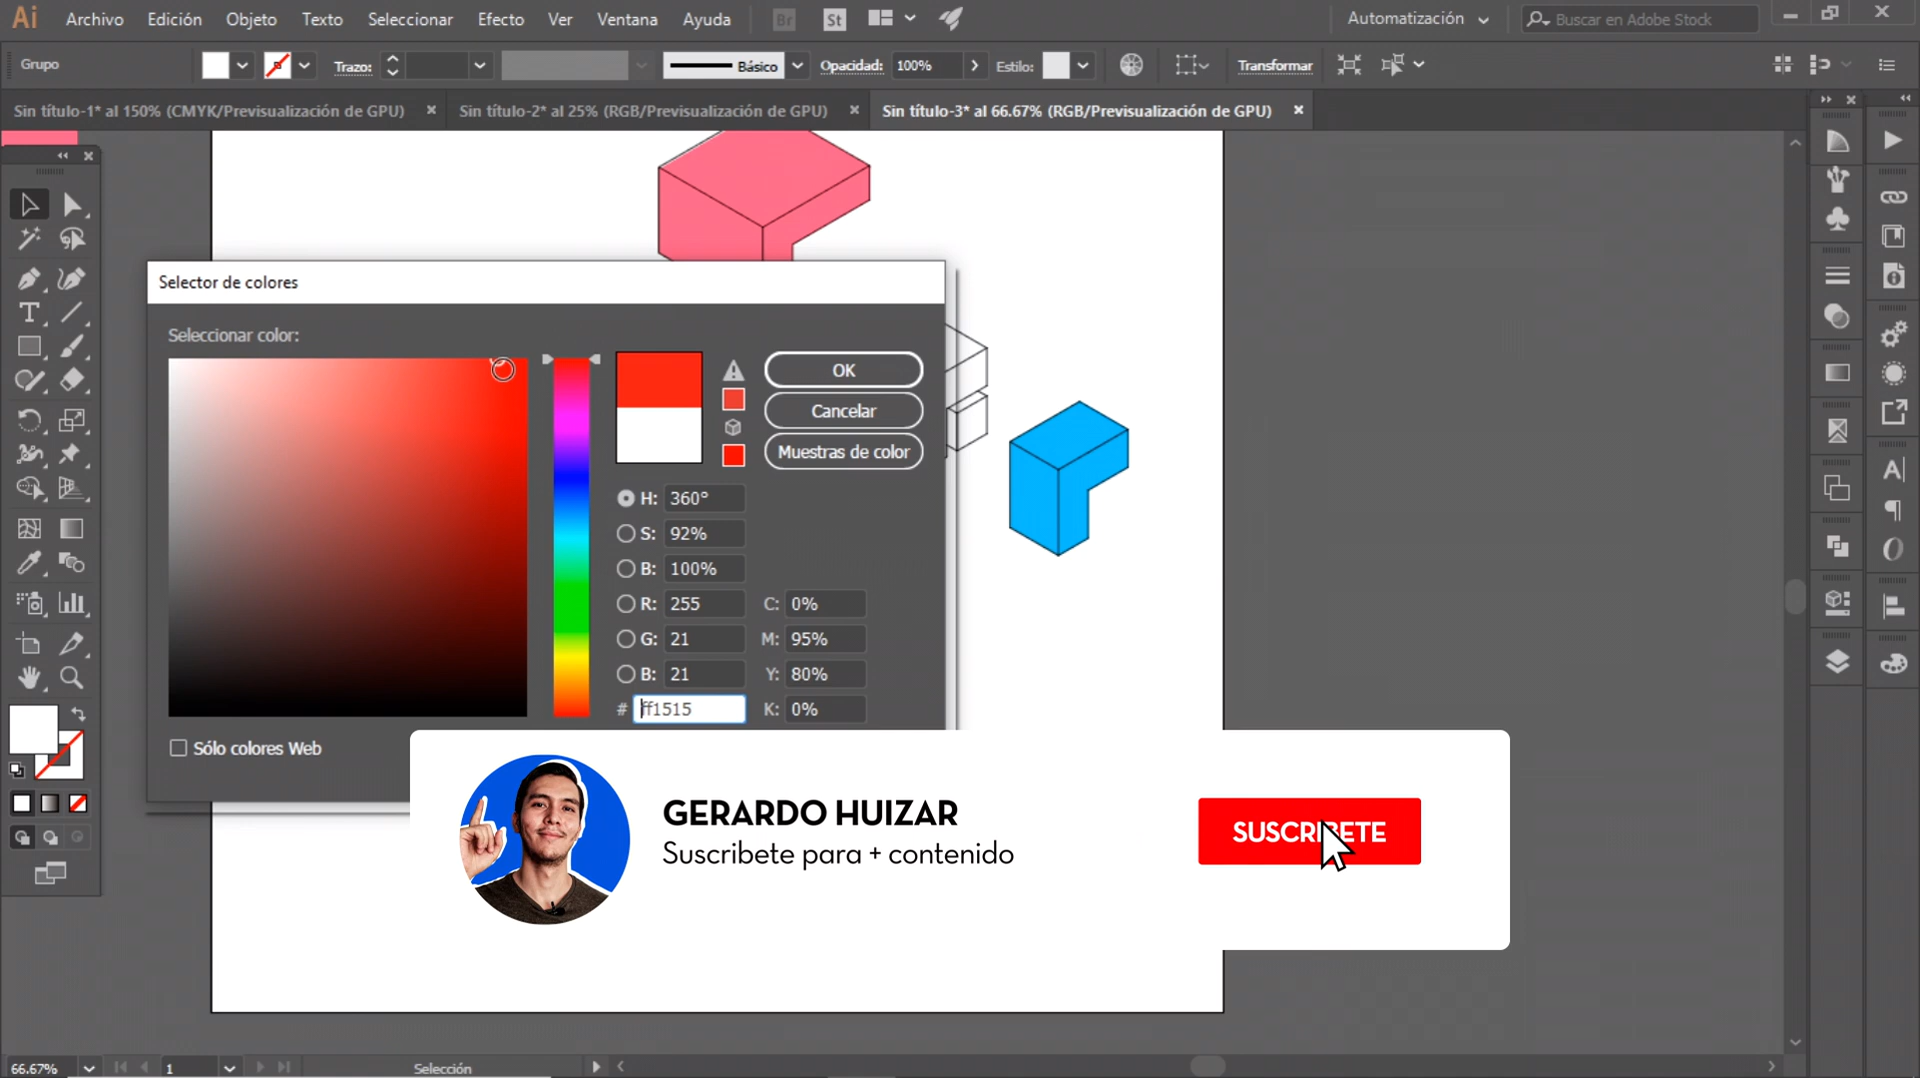 Ai Archivo Edición Objeto Texto Seleccionar Efecto Ver Ventana Ayuda Br St Automatización Buscar en Adobe Stock
Grupo Trazo: Básico Opacidad: 100% Estilo: Transformar
Sin título-1* al 150% (CMYK/Previsualización de GPU) Sin título-2* al 25% (RGB/Previsualización de GPU) Sin título-3* al 66.67% (RGB/Previsualización de GPU)
Selector de colores
Seleccionar color:
OK
Cancelar
Muestras de color
H: 360°
S: 92%
B: 100%
R: 255 C: 0%
G: 21 M: 95%
B: 21 Y: 80%
# ff1515 K: 0%
Sólo colores Web
GERARDO HUIZAR
Suscribete para + contenido
SUSCRIBETE
66.67% 1 Selección